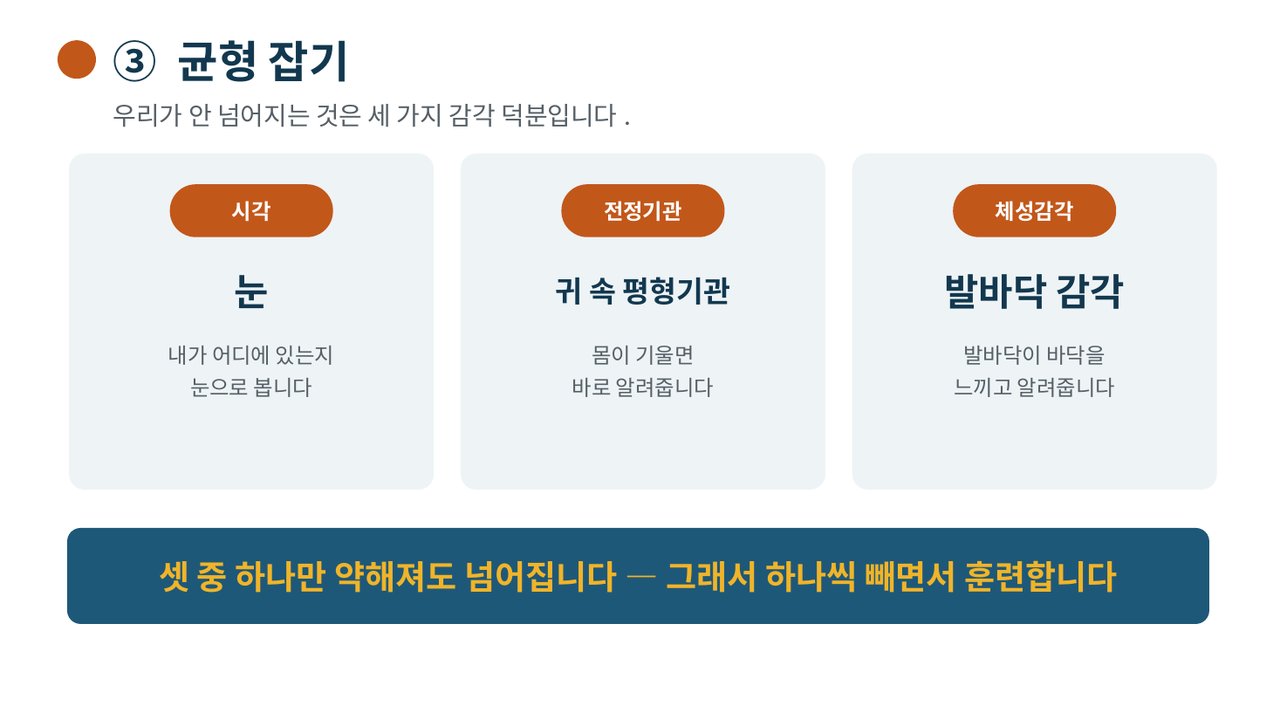 ③ 균형 잡기
우리가 안 넘어지는 것은 세 가지 감각 덕분입니다 .
시각
눈
내가 어디에 있는지
눈으로 봅니다
전정기관
귀 속 평형기관
몸이 기울면
바로 알려줍니다
체성감각
발바닥 감각
발바닥이 바닥을
느끼고 알려줍니다
셋 중 하나만 약해져도 넘어집니다 — 그래서 하나씩 빼면서 훈련합니다